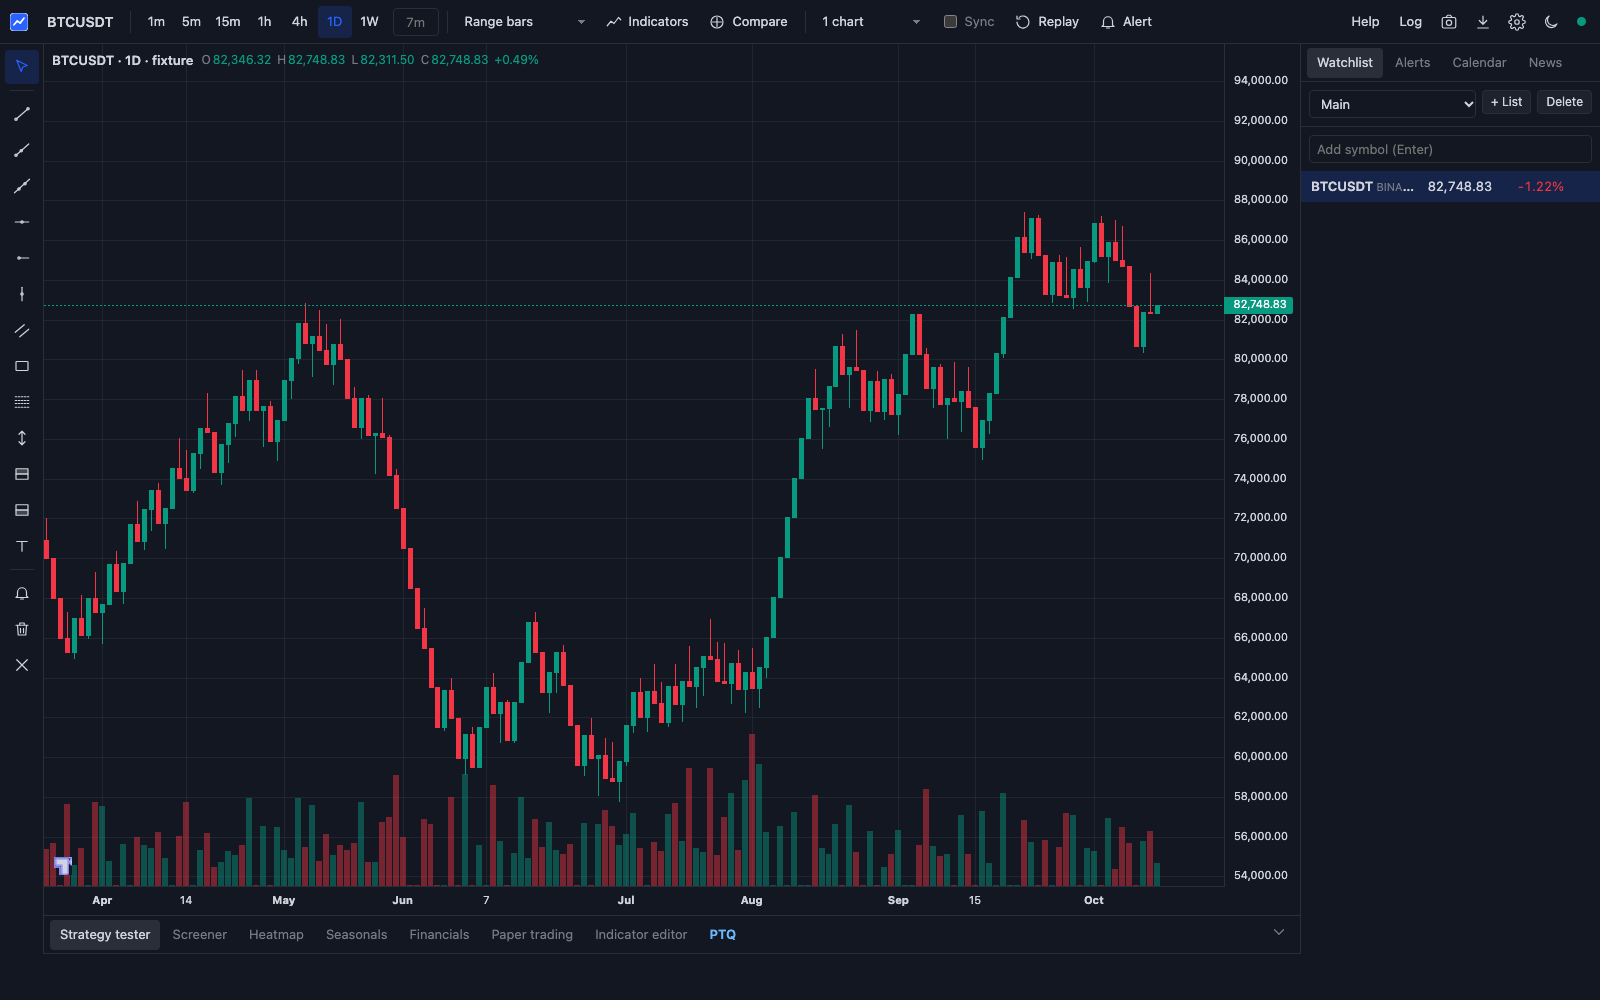 BTCUSDT
1m 5m 15m 1h 4h 1D 1W 7m
Range bars
Indicators
Compare
1 chart
Sync
Replay
Alert
Help
Log
BTCUSDT · 1D · fixture O 82,346.32 H 82,748.83 L 82,311.50 C 82,748.83 +0.49%
94,000.00
92,000.00
90,000.00
88,000.00
86,000.00
84,000.00
82,748.83
82,000.00
80,000.00
78,000.00
76,000.00
74,000.00
72,000.00
70,000.00
68,000.00
66,000.00
64,000.00
62,000.00
60,000.00
58,000.00
56,000.00
54,000.00
Apr 14 May Jun 7 Jul Aug Sep 15 Oct
Watchlist Alerts Calendar News
Main + List Delete
Add symbol (Enter)
BTCUSDT BINA... 82,748.83 -1.22%
Strategy tester Screener Heatmap Seasonals Financials Paper trading Indicator editor PTQ